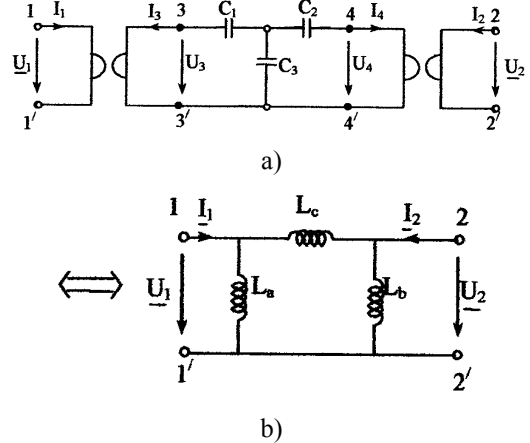 1 I₁ I₃ 3 C₁ C₂ 4 I₄ I₂ 2
U₁ U₃ C₃ U₄ U₂
1′ 3′ 4′ 2′
a)
1 I₁ Lc I₂ 2
U₁ La Lb U₂
1′ 2′
b)